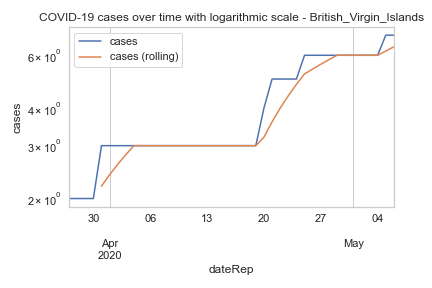 COVID-19 cases over time with logarithmic scale - British_Virgin_Islands
cases
cases (rolling)
6 × 10⁰
4 × 10⁰
3 × 10⁰
2 × 10⁰
cases
30 06 13 20 27 04
Apr May
2020
dateRep